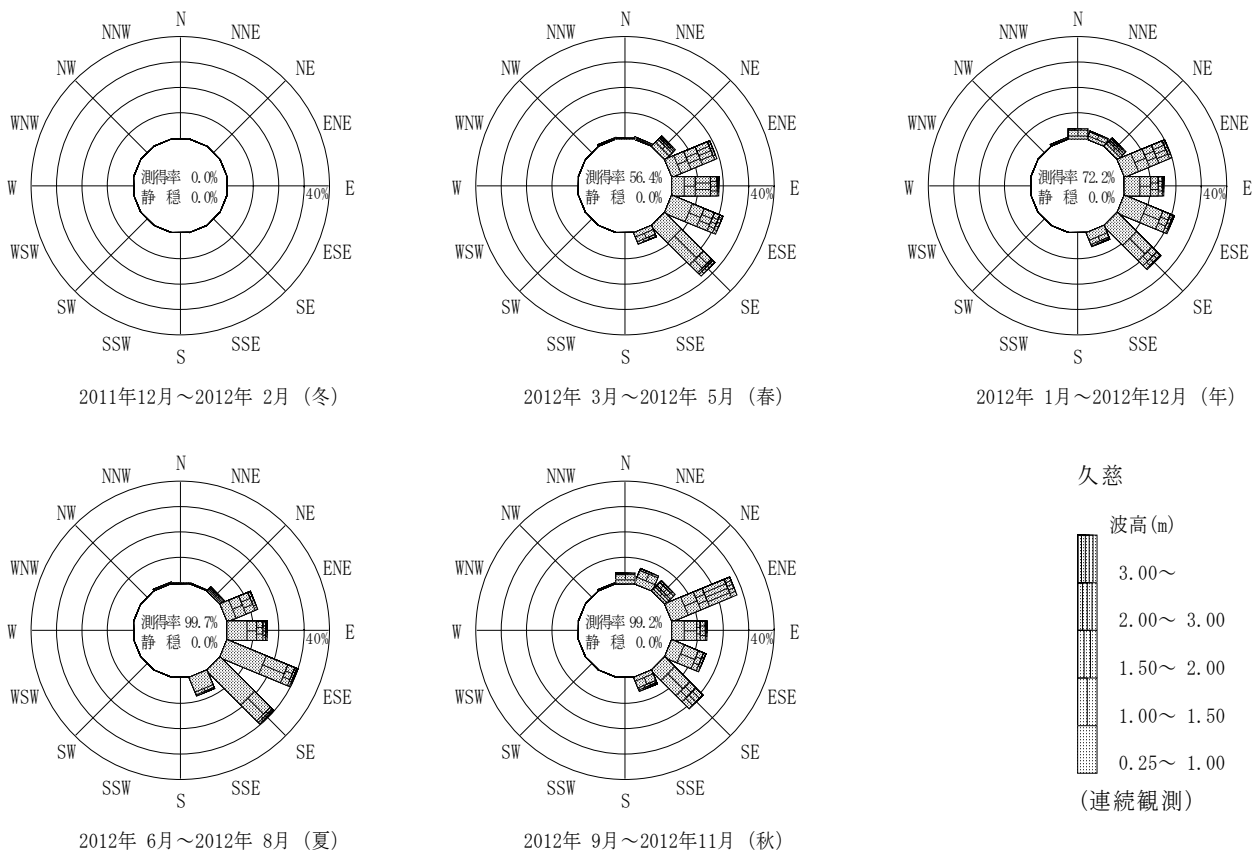 N
NNW NNE
NW NE
WNW ENE
測得率 0.0%
W 静 穏 0.0% 40% E
WSW ESE
SW SE
SSW SSE
S
2011年12月～2012年 2月 (冬)
N
NNW NNE
NW NE
WNW ENE
測得率 56.4%
W 静 穏 0.0% 40% E
WSW ESE
SW SE
SSW SSE
S
2012年 3月～2012年 5月 (春)
N
NNW NNE
NW NE
WNW ENE
測得率 72.2%
W 静 穏 0.0% 40% E
WSW ESE
SW SE
SSW SSE
S
2012年 1月～2012年12月 (年)
N
NNW NNE
NW NE
WNW ENE
測得率 99.7%
W 静 穏 0.0% 40% E
WSW ESE
SW SE
SSW SSE
S
2012年 6月～2012年 8月 (夏)
N
NNW NNE
NW NE
WNW ENE
測得率 99.2%
W 静 穏 0.0% 40% E
WSW ESE
SW SE
SSW SSE
S
2012年 9月～2012年11月 (秋)
久慈
波高(m)
3.00～
2.00～ 3.00
1.50～ 2.00
1.00～ 1.50
0.25～ 1.00
(連続観測)